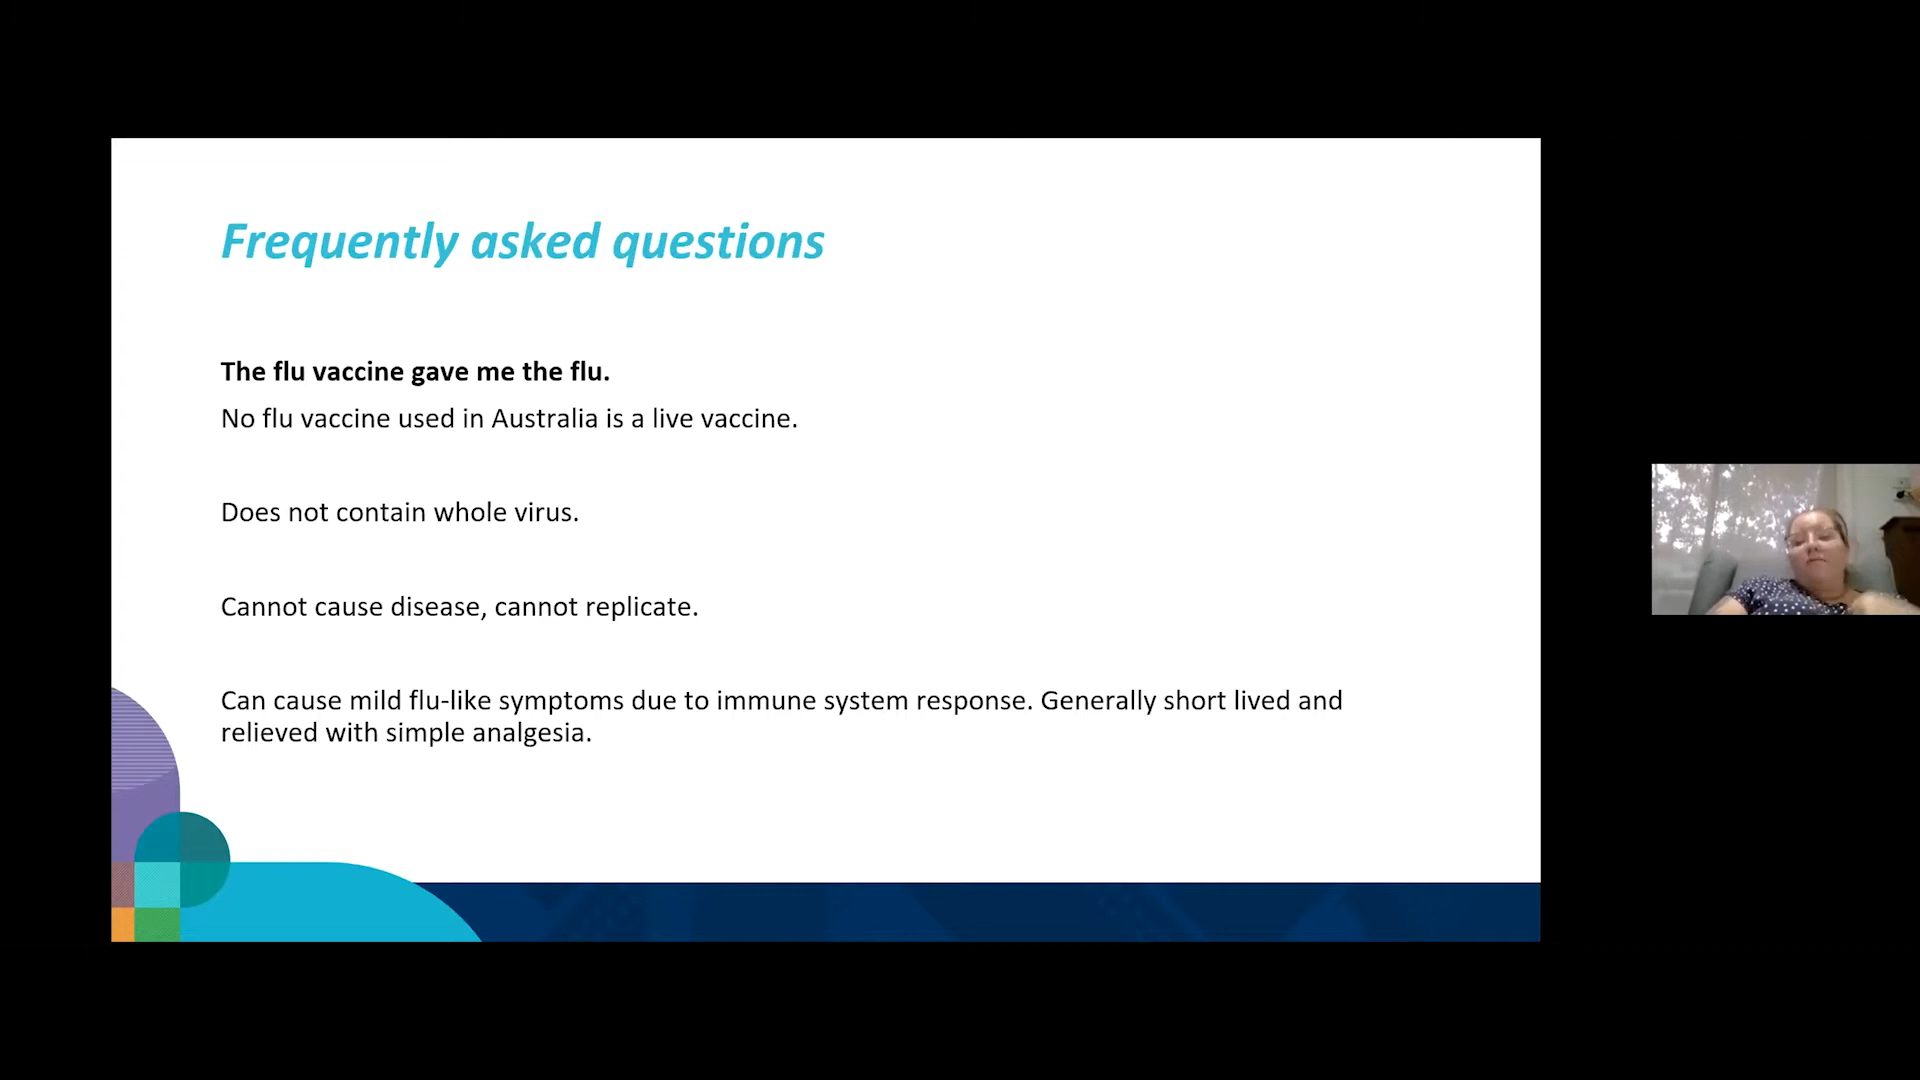 Frequently asked questions
The flu vaccine gave me the flu.
No flu vaccine used in Australia is a live vaccine.
Does not contain whole virus.
Cannot cause disease, cannot replicate.
Can cause mild flu-like symptoms due to immune system response. Generally short lived and
relieved with simple analgesia.